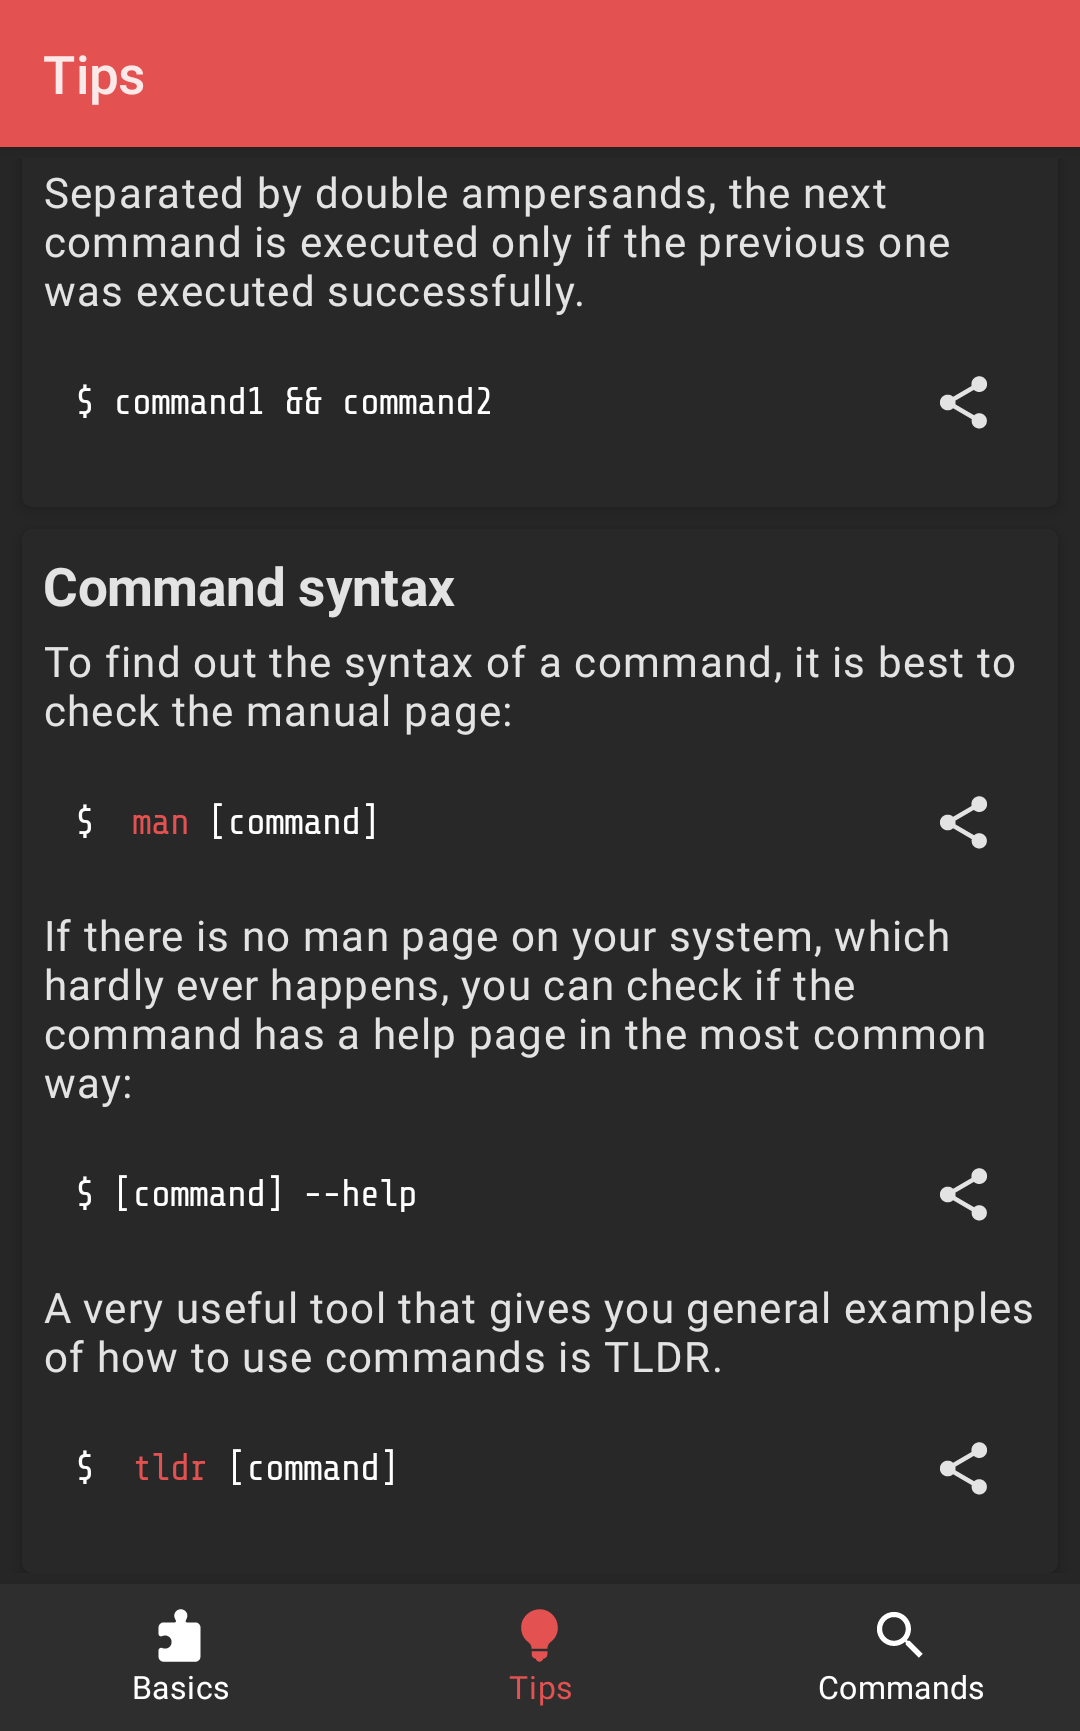 Tips
Separated by double ampersands, the next
command is executed only if the previous one
was executed successfully.
$ command1 && command2
Command syntax
To find out the syntax of a command, it is best to
check the manual page:
$ man [command]
If there is no man page on your system, which
hardly ever happens, you can check if the
command has a help page in the most common
way:
$ [command] --help
A very useful tool that gives you general examples
of how to use commands is TLDR.
$ tldr [command]
Basics
Tips
Commands